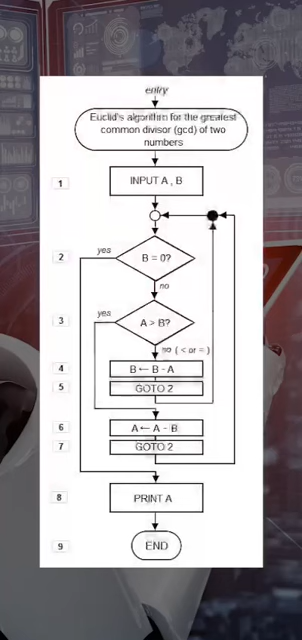 entry
Euclid's algorithm for the greatest
common divisor (gcd) of two
numbers
1
INPUT A , B
2
yes
B = 0?
no
3
yes
A > B?
no ( < or = )
4
B ← B - A
5
GOTO 2
6
A ← A - B
7
GOTO 2
8
PRINT A
9
END